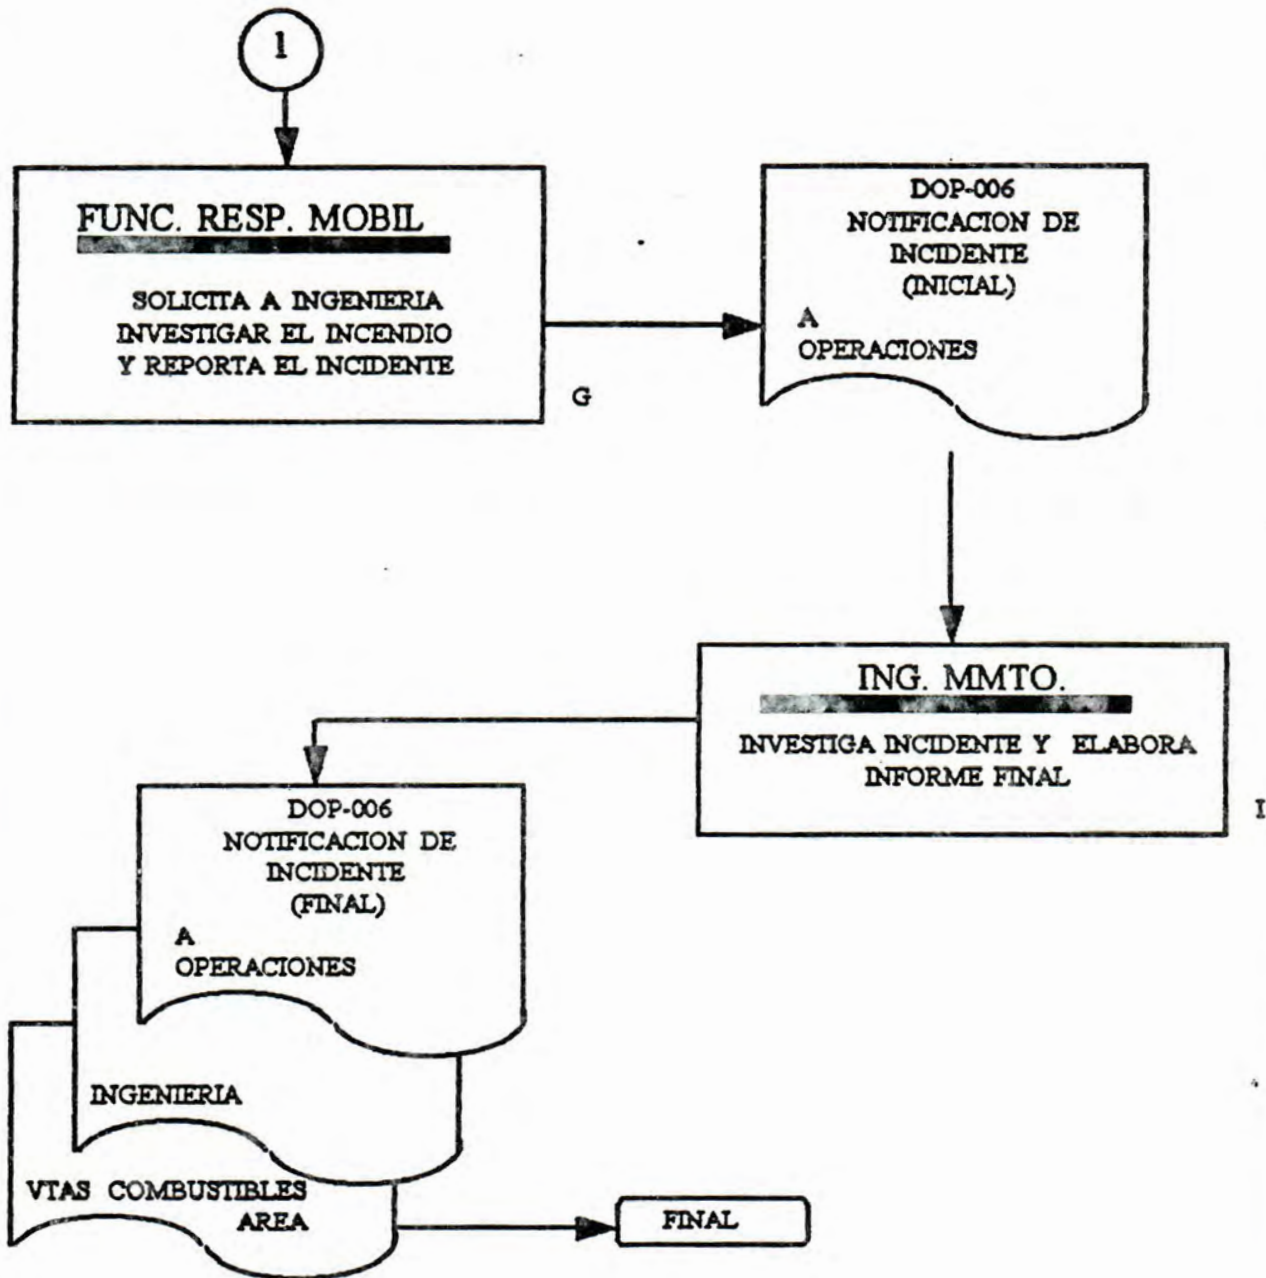 1
FUNC. RESP. MOBIL
SOLICITA A INGENIERIA
INVESTIGAR EL INCENDIO
Y REPORTA EL INCIDENTE
G
DOP-006
NOTIFICACION DE
INCIDENTE
(INICIAL)
A
OPERACIONES
ING. MMTO.
INVESTIGA INCIDENTE Y ELABORA
INFORME FINAL
I
DOP-006
NOTIFICACION DE
INCIDENTE
(FINAL)
A
OPERACIONES
INGENIERIA
VTAS COMBUSTIBLES
AREA
FINAL